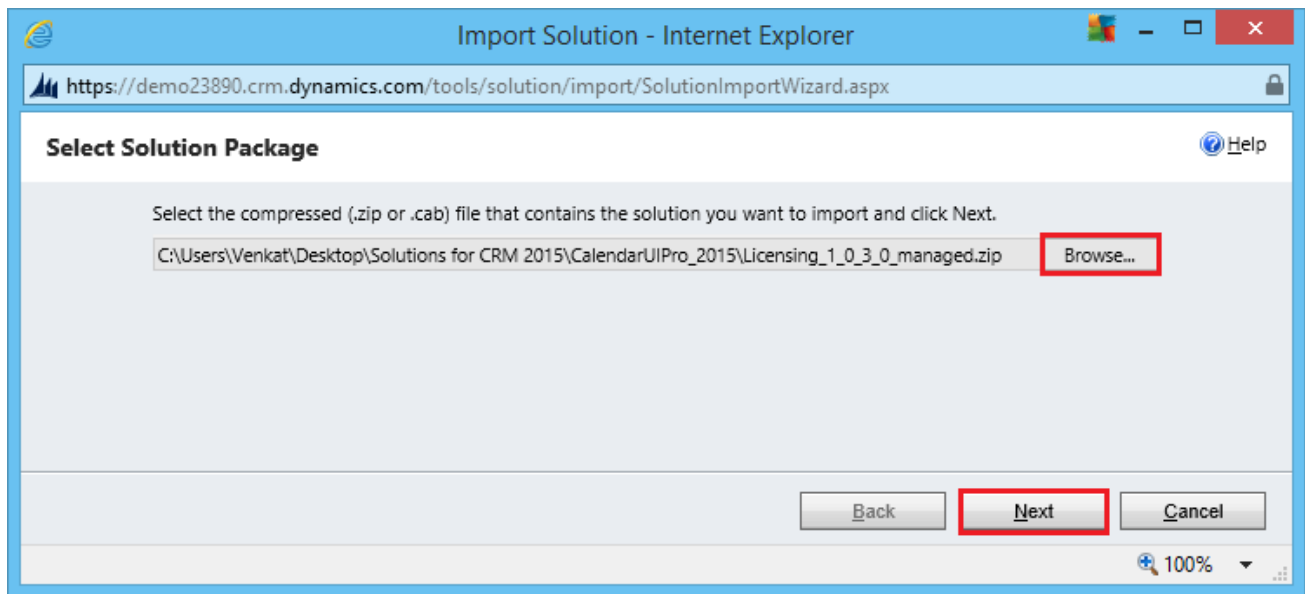 Import Solution - Internet Explorer
https://demo23890.crm.dynamics.com/tools/solution/import/SolutionImportWizard.aspx
Select Solution Package
Help
Select the compressed (.zip or .cab) file that contains the solution you want to import and click Next.
C:\Users\Venkat\Desktop\Solutions for CRM 2015\CalendarUIPro_2015\Licensing_1_0_3_0_managed.zip Browse...
Back Next Cancel
100%